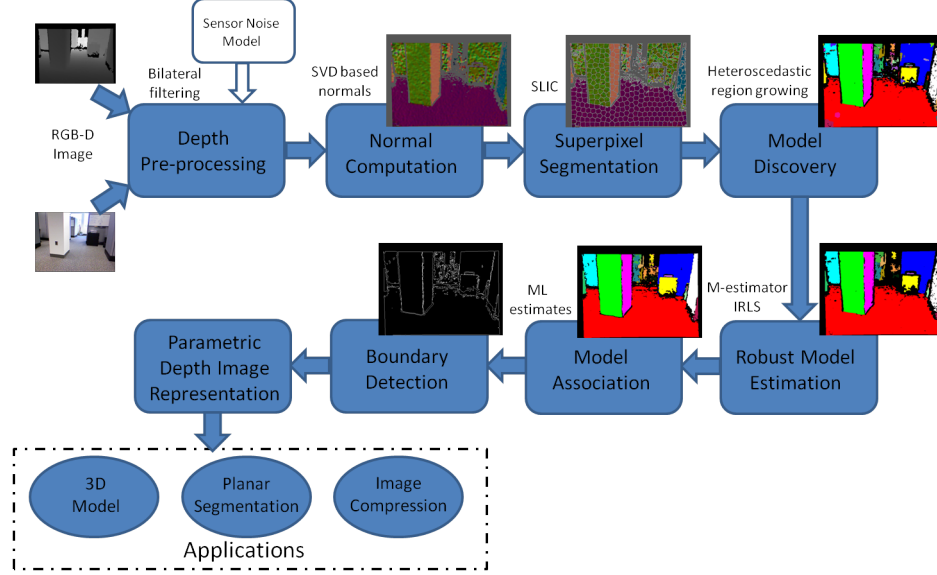 Sensor Noise
Model
Bilateral
filtering
RGB-D
Image
Depth
Pre-processing
SVD based
normals
Normal
Computation
SLIC
Superpixel
Segmentation
Heteroscedastic
region growing
Model
Discovery
M-estimator
IRLS
Robust Model
Estimation
ML
estimates
Model
Association
Boundary
Detection
Parametric
Depth Image
Representation
3D
Model
Planar
Segmentation
Image
Compression
Applications